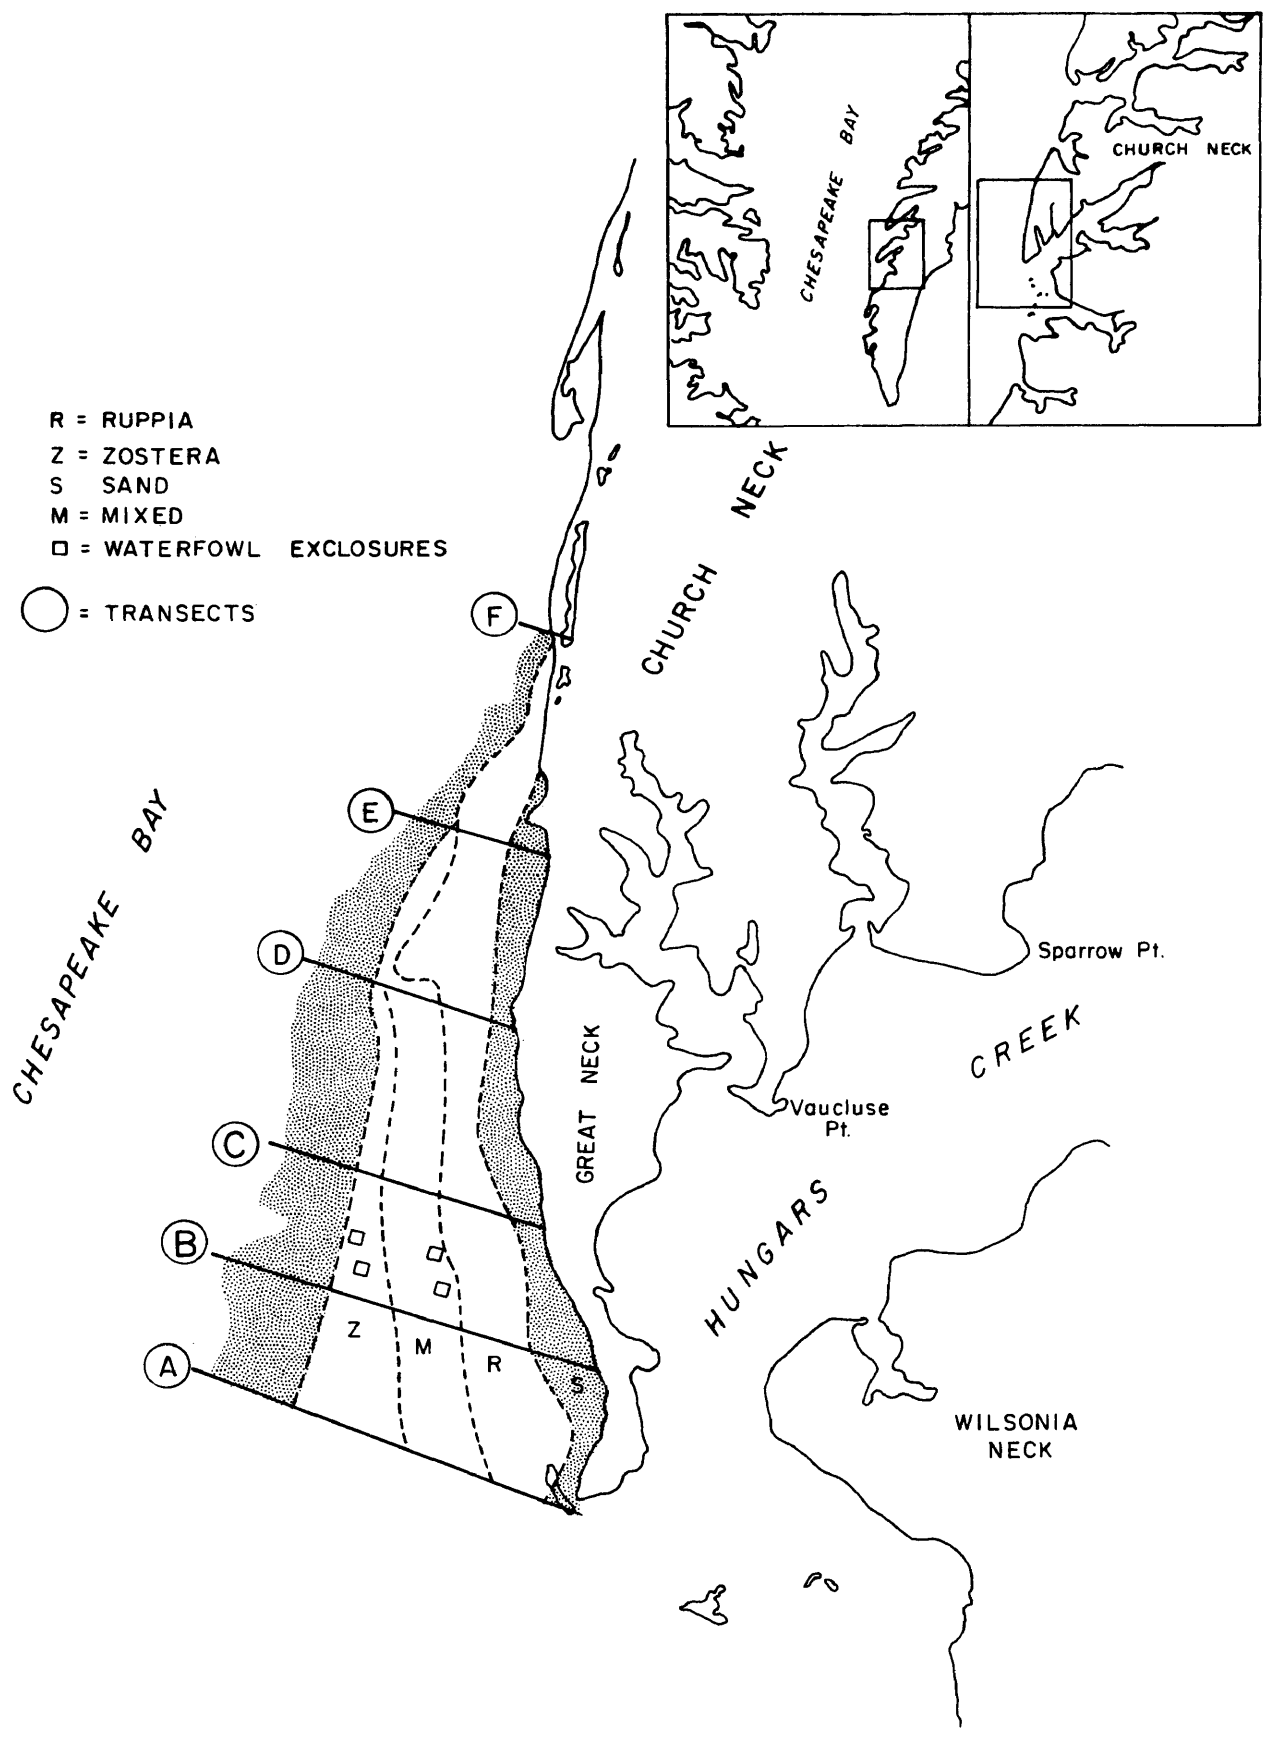 CHESAPEAKE BAY
CHURCH NECK
R = RUPPIA
Z = ZOSTERA
S SAND
M = MIXED
□ = WATERFOWL EXCLOSURES
◯ = TRANSECTS
CHURCH NECK
F
E
D
C
B
A
CHESAPEAKE BAY
Sparrow Pt.
GREAT NECK
Vaucluse
Pt.
HUNGARS CREEK
Z
M
R
S
WILSONIA
NECK